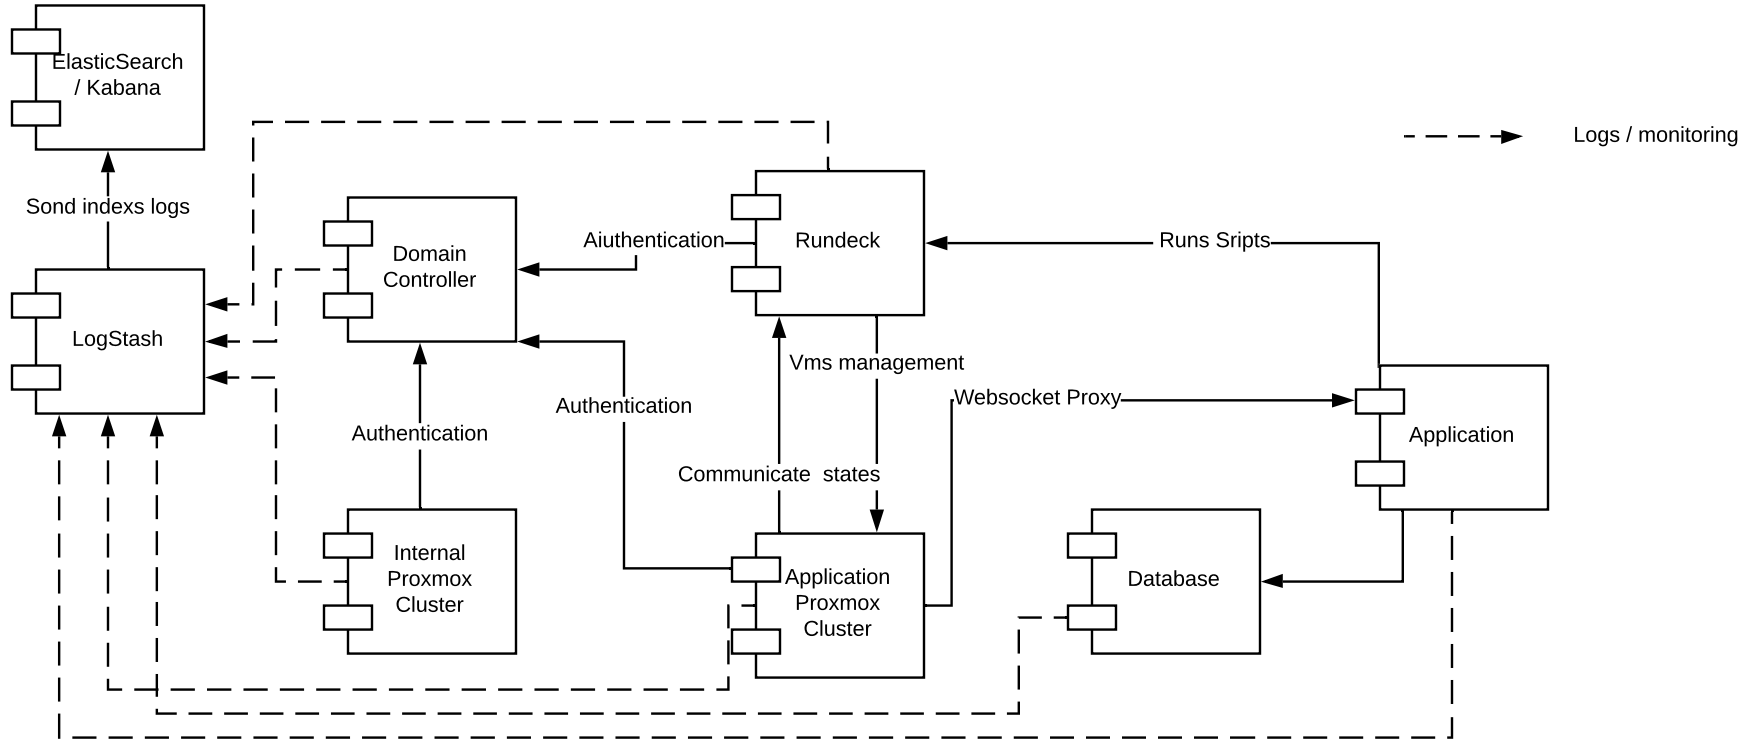 ElasticSearch
/ Kabana
Logs / monitoring
Sond indexs logs
Domain
Controller
Aiuthentication
Rundeck
Runs Sripts
LogStash
Vms management
Authentication
Websocket Proxy
Authentication
Application
Communicate  states
Internal
Proxmox
Cluster
Application
Proxmox
Cluster
Database